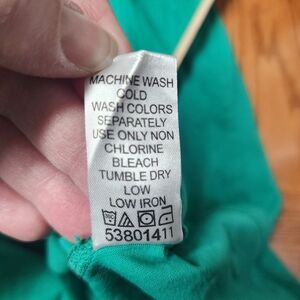 MACHINE WASH
COLD
WASH COLORS
SEPARATELY
USE ONLY NON
CHLORINE
BLEACH
TUMBLE DRY
LOW
LOW IRON
53801411